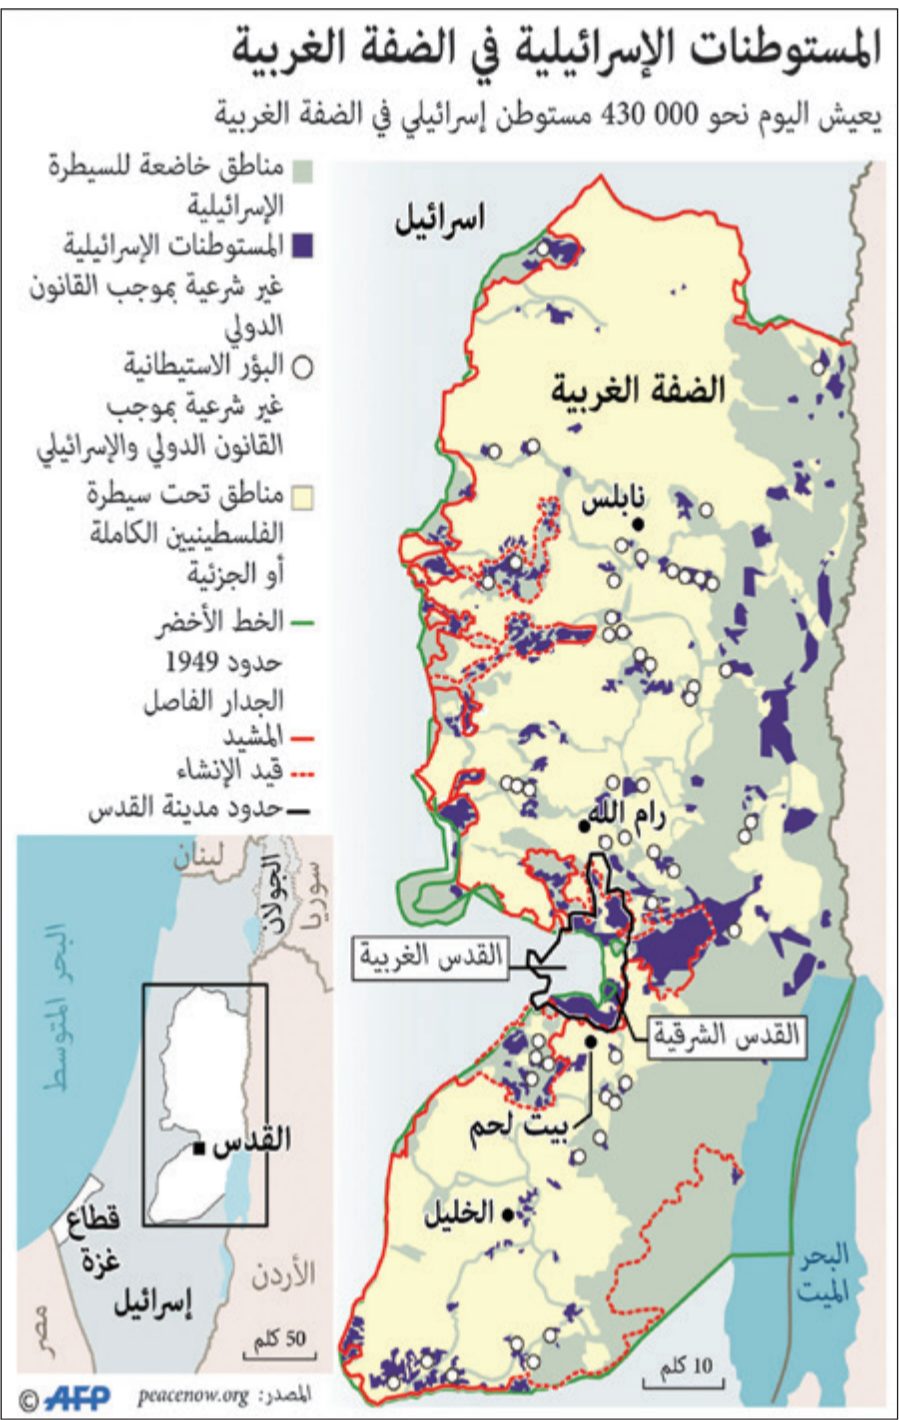 المستوطنات الإسرائيلية في الضفة الغربية
يعيش اليوم نحو 000 430 مستوطن إسرائيلي في الضفة الغربية
مناطق خاضعة للسيطرة
الإسرائيلية
المستوطنات الإسرائيلية
غير شرعية بموجب القانون
الدولي
البؤر الاستيطانية
غير شرعية بموجب
القانون الدولي والإسرائيلي
مناطق تحت سيطرة
الفلسطينيين الكاملة
أو الجزئية
الخط الأخضر
حدود 1949
الجدار الفاصل
المشيد
قيد الإنشاء
حدود مدينة القدس
اسرائيل
الضفة الغربية
نابلس
رام الله
القدس الغربية
القدس الشرقية
بيت لحم
الخليل
البحر
الميت
10 كلم
لبنان
الجولان
سوريا
البحر المتوسط
القدس
قطاع
غزة
الأردن
إسرائيل
مصر
50 كلم
المصدر: peacenow.org
AFP ©